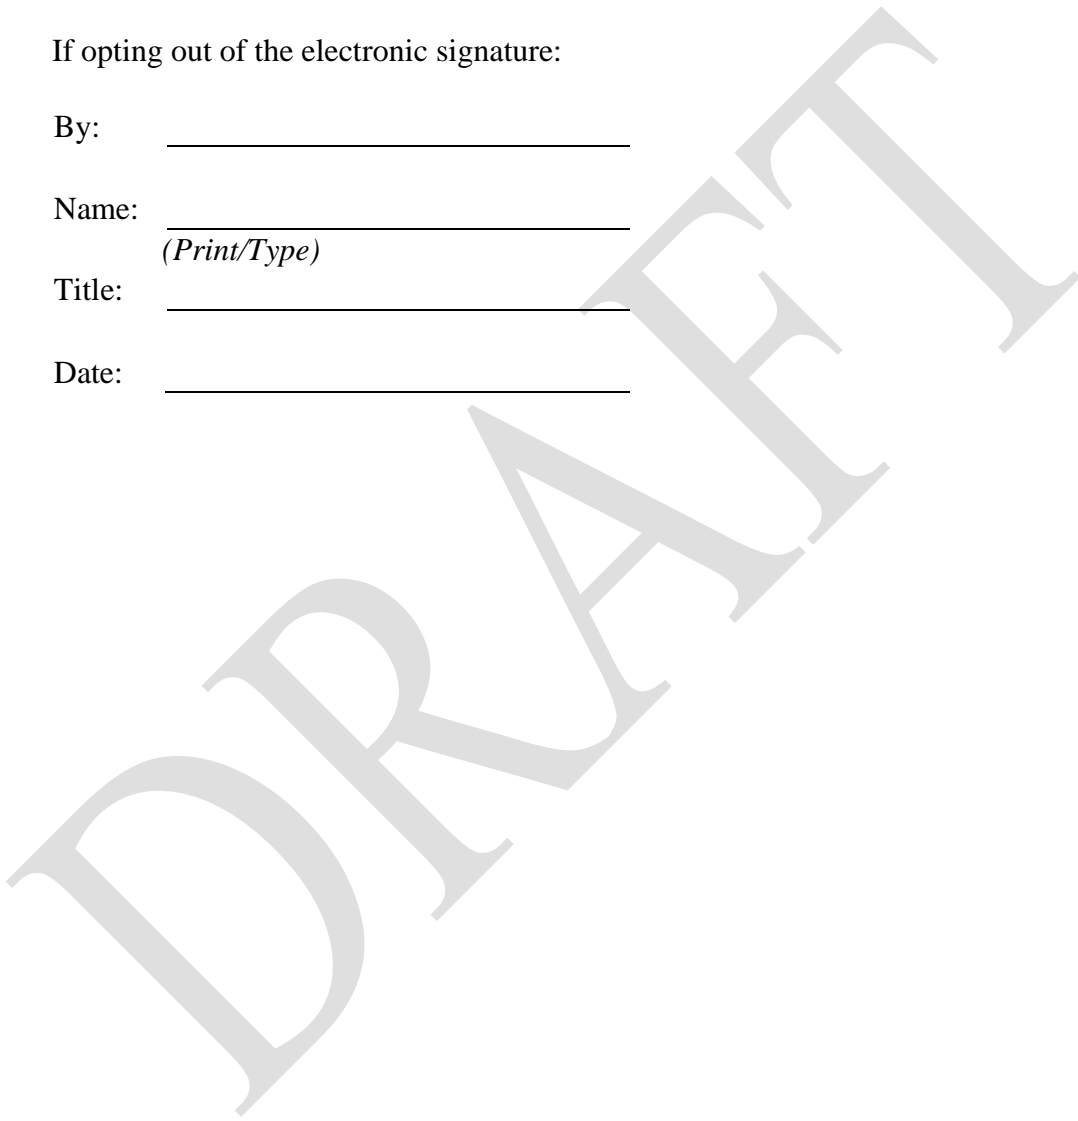 If opting out of the electronic signature:
By:
Name:
(Print/Type)
Title:
Date:
DRAFT